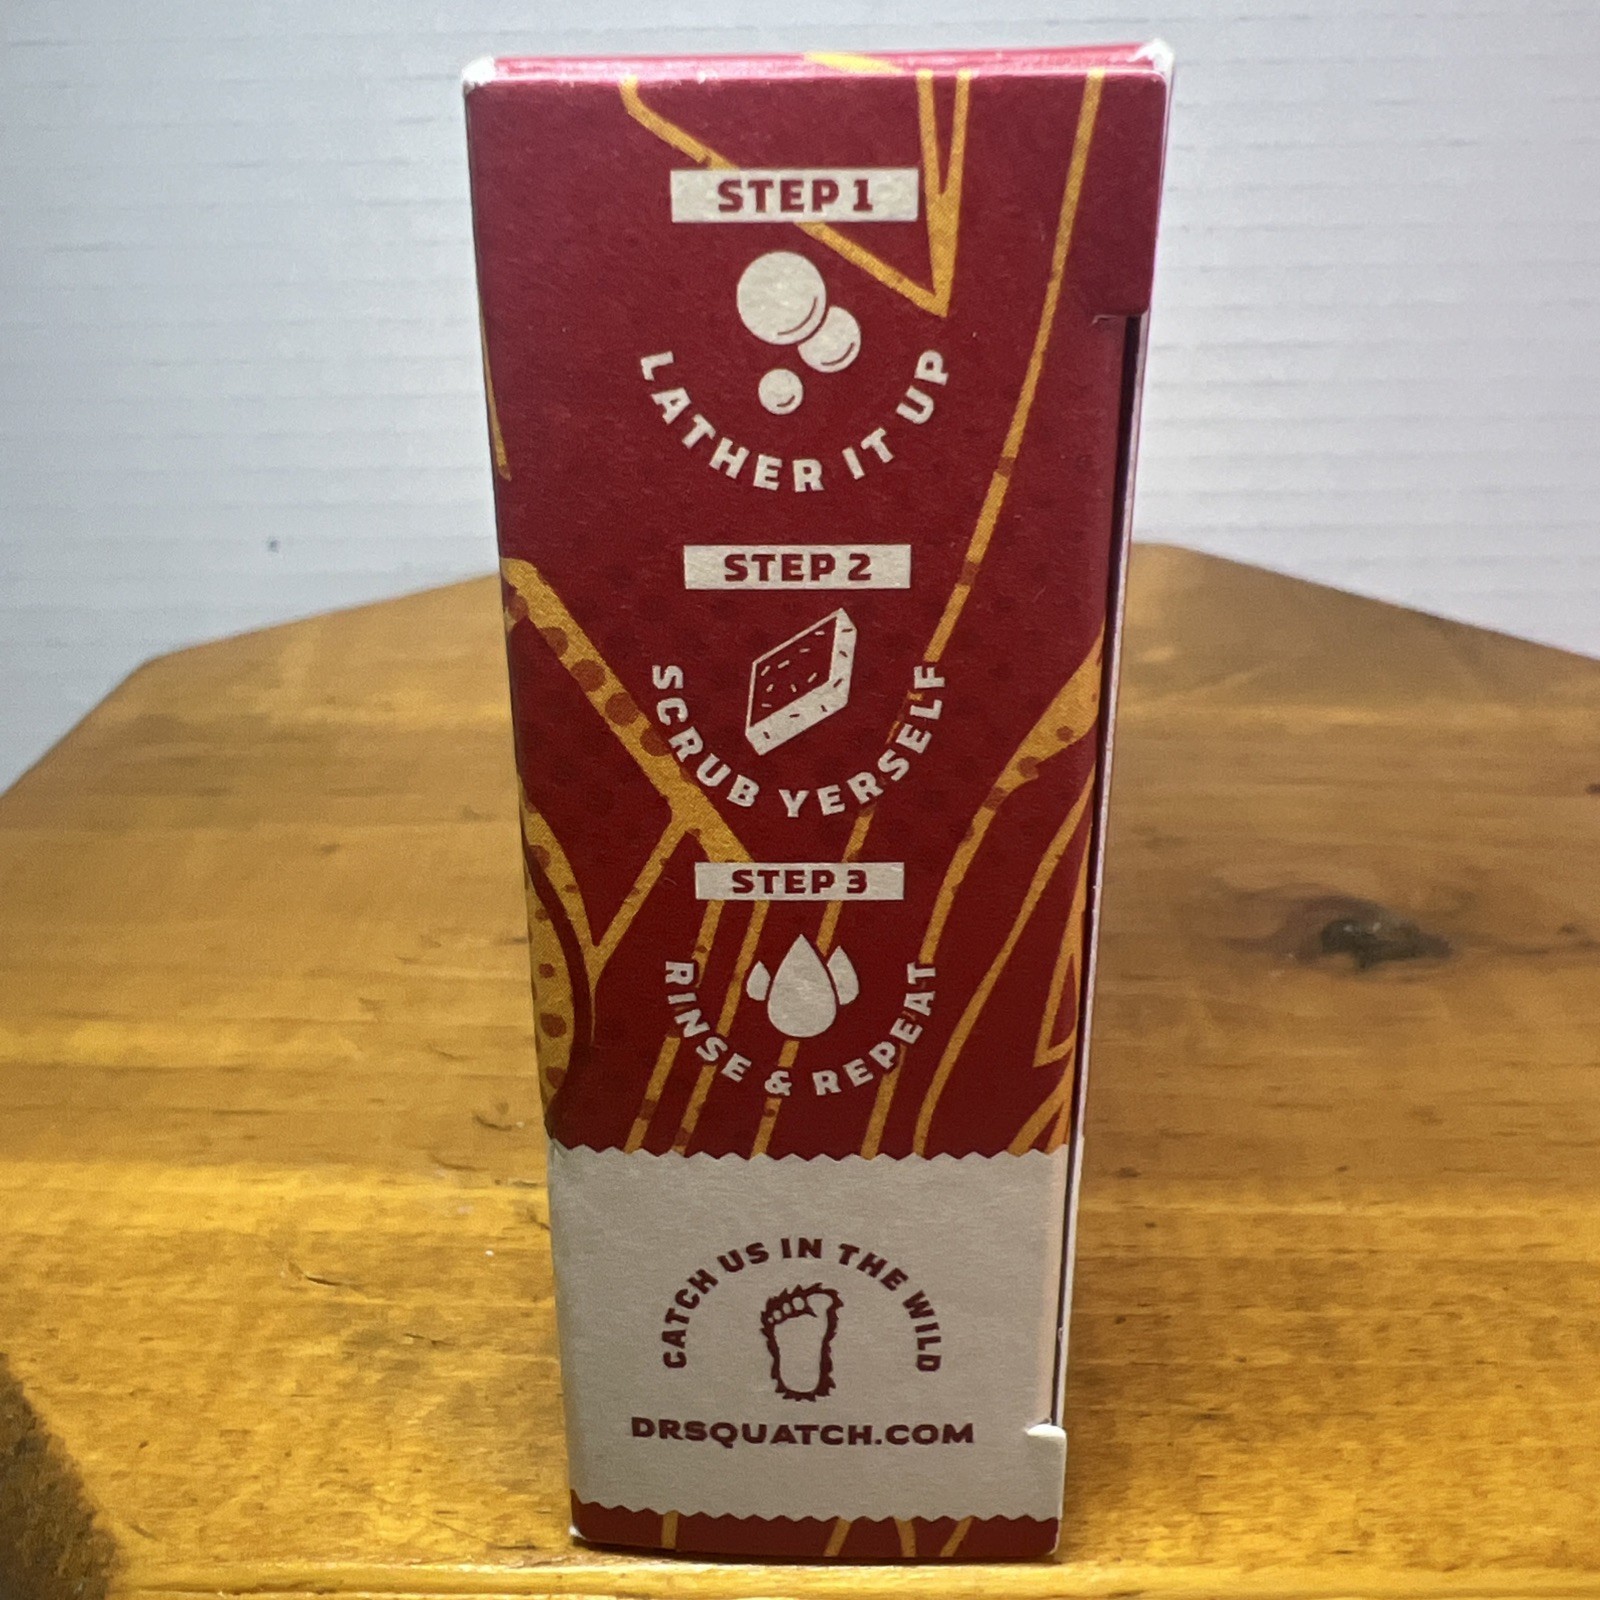 STEP 1
LATHER IT UP
STEP 2
SCRUB YERSELF
STEP 3
RINSE & REPEAT
CATCH US IN THE WILD
DRSQUATCH.COM